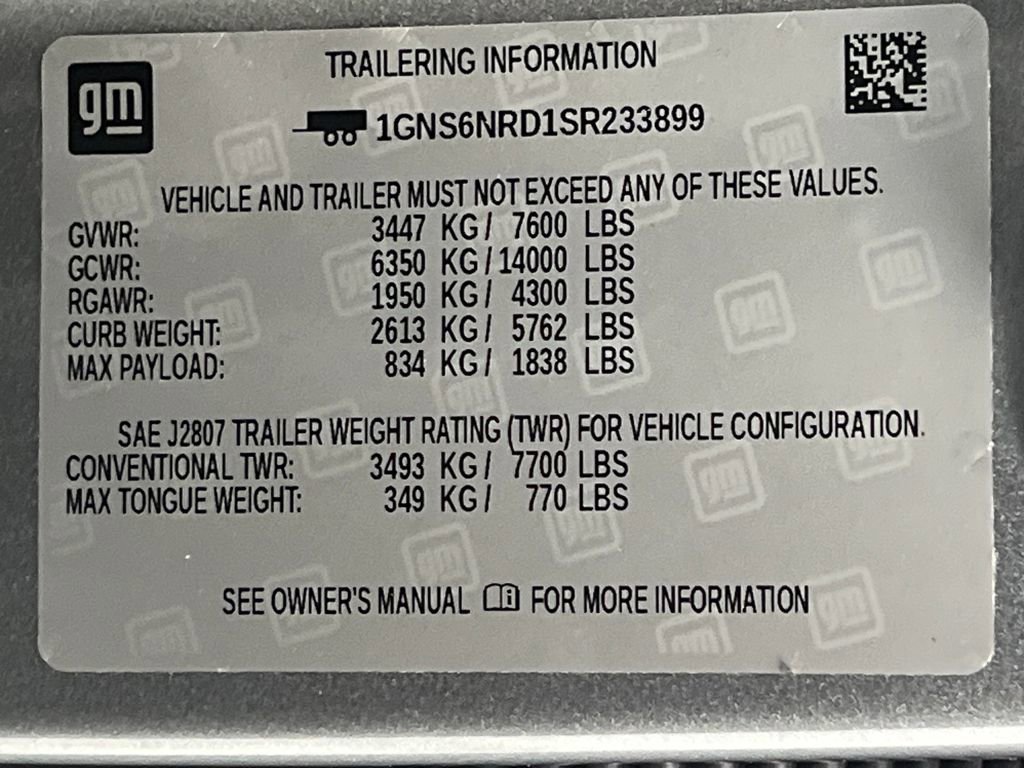 gm
TRAILERING INFORMATION
1GNS6NRD1SR233899
VEHICLE AND TRAILER MUST NOT EXCEED ANY OF THESE VALUES.
GVWR: 3447 KG / 7600 LBS
GCWR: 6350 KG / 14000 LBS
RGAWR: 1950 KG / 4300 LBS
CURB WEIGHT: 2613 KG / 5762 LBS
MAX PAYLOAD: 834 KG / 1838 LBS
SAE J2807 TRAILER WEIGHT RATING (TWR) FOR VEHICLE CONFIGURATION.
CONVENTIONAL TWR: 3493 KG / 7700 LBS
MAX TONGUE WEIGHT: 349 KG / 770 LBS
SEE OWNER'S MANUAL FOR MORE INFORMATION